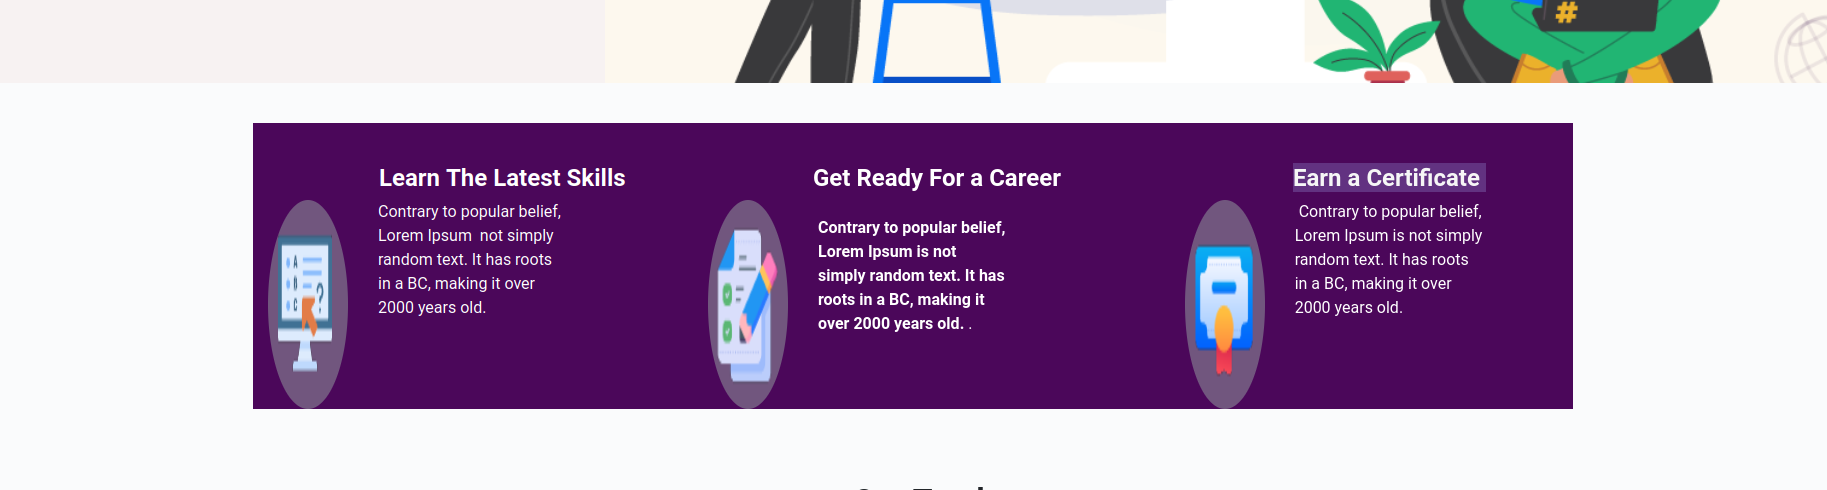 #
Learn The Latest Skills
Contrary to popular belief,
Lorem Ipsum  not simply
random text. It has roots
in a BC, making it over
2000 years old.
Get Ready For a Career
Contrary to popular belief,
Lorem Ipsum is not
simply random text. It has
roots in a BC, making it
over 2000 years old. .
Earn a Certificate
Contrary to popular belief,
Lorem Ipsum is not simply
random text. It has roots
in a BC, making it over
2000 years old.
A
B
C
?